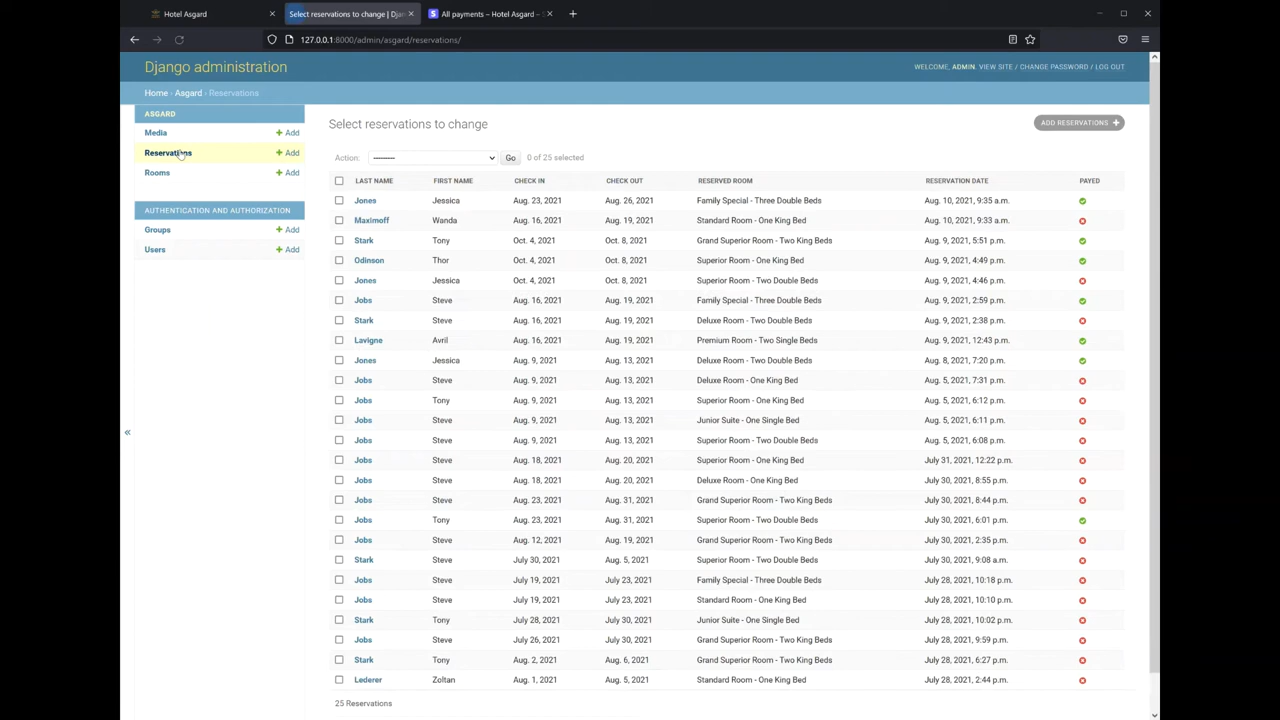 Hotel Asgard
Select reservations to change | Djan
All payments – Hotel Asgard – S
127.0.0.1:8000/admin/asgard/reservations/
Django administration
WELCOME, ADMIN. VIEW SITE / CHANGE PASSWORD / LOG OUT
Home › Asgard › Reservations
ASGARD
Media + Add
Reservations + Add
Rooms + Add
AUTHENTICATION AND AUTHORIZATION
Groups + Add
Users + Add
«
Select reservations to change
ADD RESERVATIONS +
Action: --------- Go 0 of 25 selected
LAST NAME FIRST NAME CHECK IN CHECK OUT RESERVED ROOM RESERVATION DATE PAYED
Jones Jessica Aug. 23, 2021 Aug. 26, 2021 Family Special - Three Double Beds Aug. 10, 2021, 9:35 a.m.
Maximoff Wanda Aug. 16, 2021 Aug. 19, 2021 Standard Room - One King Bed Aug. 10, 2021, 9:33 a.m.
Stark Tony Oct. 4, 2021 Oct. 8, 2021 Grand Superior Room - Two King Beds Aug. 9, 2021, 5:51 p.m.
Odinson Thor Oct. 4, 2021 Oct. 8, 2021 Superior Room - One King Bed Aug. 9, 2021, 4:49 p.m.
Jones Jessica Oct. 4, 2021 Oct. 8, 2021 Superior Room - Two Double Beds Aug. 9, 2021, 4:46 p.m.
Jobs Steve Aug. 16, 2021 Aug. 19, 2021 Family Special - Three Double Beds Aug. 9, 2021, 2:59 p.m.
Stark Steve Aug. 16, 2021 Aug. 19, 2021 Deluxe Room - Two Double Beds Aug. 9, 2021, 2:38 p.m.
Lavigne Avril Aug. 16, 2021 Aug. 19, 2021 Premium Room - Two Single Beds Aug. 9, 2021, 12:43 p.m.
Jones Jessica Aug. 9, 2021 Aug. 13, 2021 Deluxe Room - Two Double Beds Aug. 8, 2021, 7:20 p.m.
Jobs Steve Aug. 9, 2021 Aug. 13, 2021 Deluxe Room - One King Bed Aug. 5, 2021, 7:31 p.m.
Jobs Tony Aug. 9, 2021 Aug. 13, 2021 Superior Room - One King Bed Aug. 5, 2021, 6:12 p.m.
Jobs Steve Aug. 9, 2021 Aug. 13, 2021 Junior Suite - One Single Bed Aug. 5, 2021, 6:11 p.m.
Jobs Steve Aug. 9, 2021 Aug. 13, 2021 Superior Room - Two Double Beds Aug. 5, 2021, 6:08 p.m.
Jobs Steve Aug. 18, 2021 Aug. 20, 2021 Superior Room - One King Bed July 31, 2021, 12:22 p.m.
Jobs Steve Aug. 18, 2021 Aug. 20, 2021 Deluxe Room - One King Bed July 30, 2021, 8:55 p.m.
Jobs Steve Aug. 23, 2021 Aug. 31, 2021 Grand Superior Room - Two King Beds July 30, 2021, 8:44 p.m.
Jobs Tony Aug. 23, 2021 Aug. 31, 2021 Superior Room - Two Double Beds July 30, 2021, 6:01 p.m.
Jobs Steve Aug. 12, 2021 Aug. 19, 2021 Grand Superior Room - Two King Beds July 30, 2021, 2:35 p.m.
Stark Steve July 30, 2021 Aug. 5, 2021 Superior Room - Two Double Beds July 30, 2021, 9:08 a.m.
Jobs Steve July 19, 2021 July 23, 2021 Family Special - Three Double Beds July 28, 2021, 10:18 p.m.
Jobs Steve July 19, 2021 July 23, 2021 Standard Room - One King Bed July 28, 2021, 10:10 p.m.
Stark Tony July 28, 2021 July 30, 2021 Junior Suite - One King Bed July 28, 2021, 10:02 p.m.
Jobs Steve July 26, 2021 July 30, 2021 Grand Superior Room - Two King Beds July 28, 2021, 9:59 p.m.
Stark Tony Aug. 2, 2021 Aug. 6, 2021 Grand Superior Room - Two King Beds July 28, 2021, 6:27 p.m.
Lederer Zoltan Aug. 1, 2021 Aug. 5, 2021 Standard Room - One King Bed July 28, 2021, 2:44 p.m.
25 Reservations